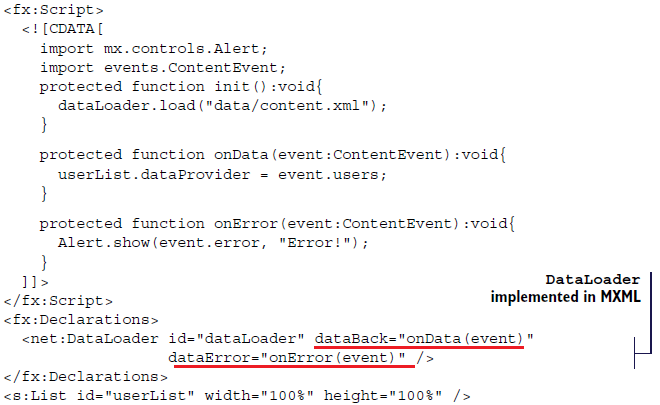 <fx:Script>
<![CDATA[
import mx.controls.Alert;
import events.ContentEvent;
protected function init():void{
dataLoader.load("data/content.xml");
}
protected function onData(event:ContentEvent):void{
userList.dataProvider = event.users;
}
protected function onError(event:ContentEvent):void{
Alert.show(event.error, "Error!");
}
]]>
</fx:Script>
DataLoader
implemented in MXML
<fx:Declarations>
<net:DataLoader id="dataLoader" dataBack="onData(event)"
dataError="onError(event)" />
</fx:Declarations>
<s:List id="userList" width="100%" height="100%" />